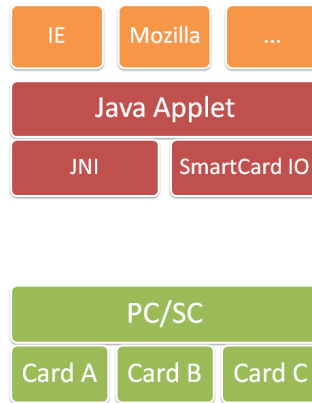 IE
Mozilla
...
Java Applet
JNI
SmartCard IO
PC/SC
Card A
Card B
Card C